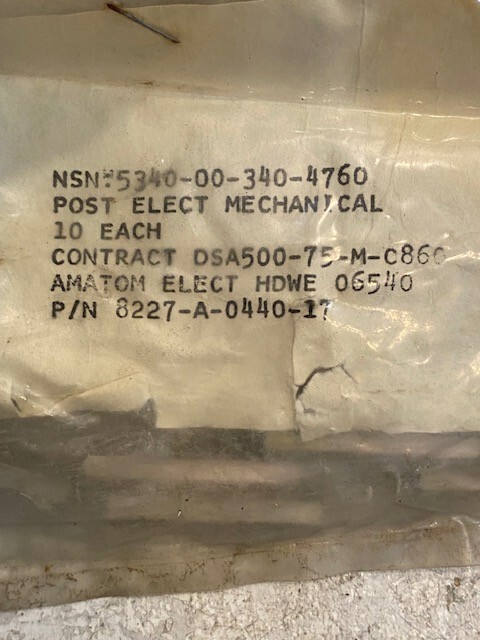 NSN:5340-00-340-4760
POST ELECT MECHANICAL
10 EACH
CONTRACT DSA500-75-M-C860
AMATOM ELECT HDWE 06540
P/N 8227-A-0440-17